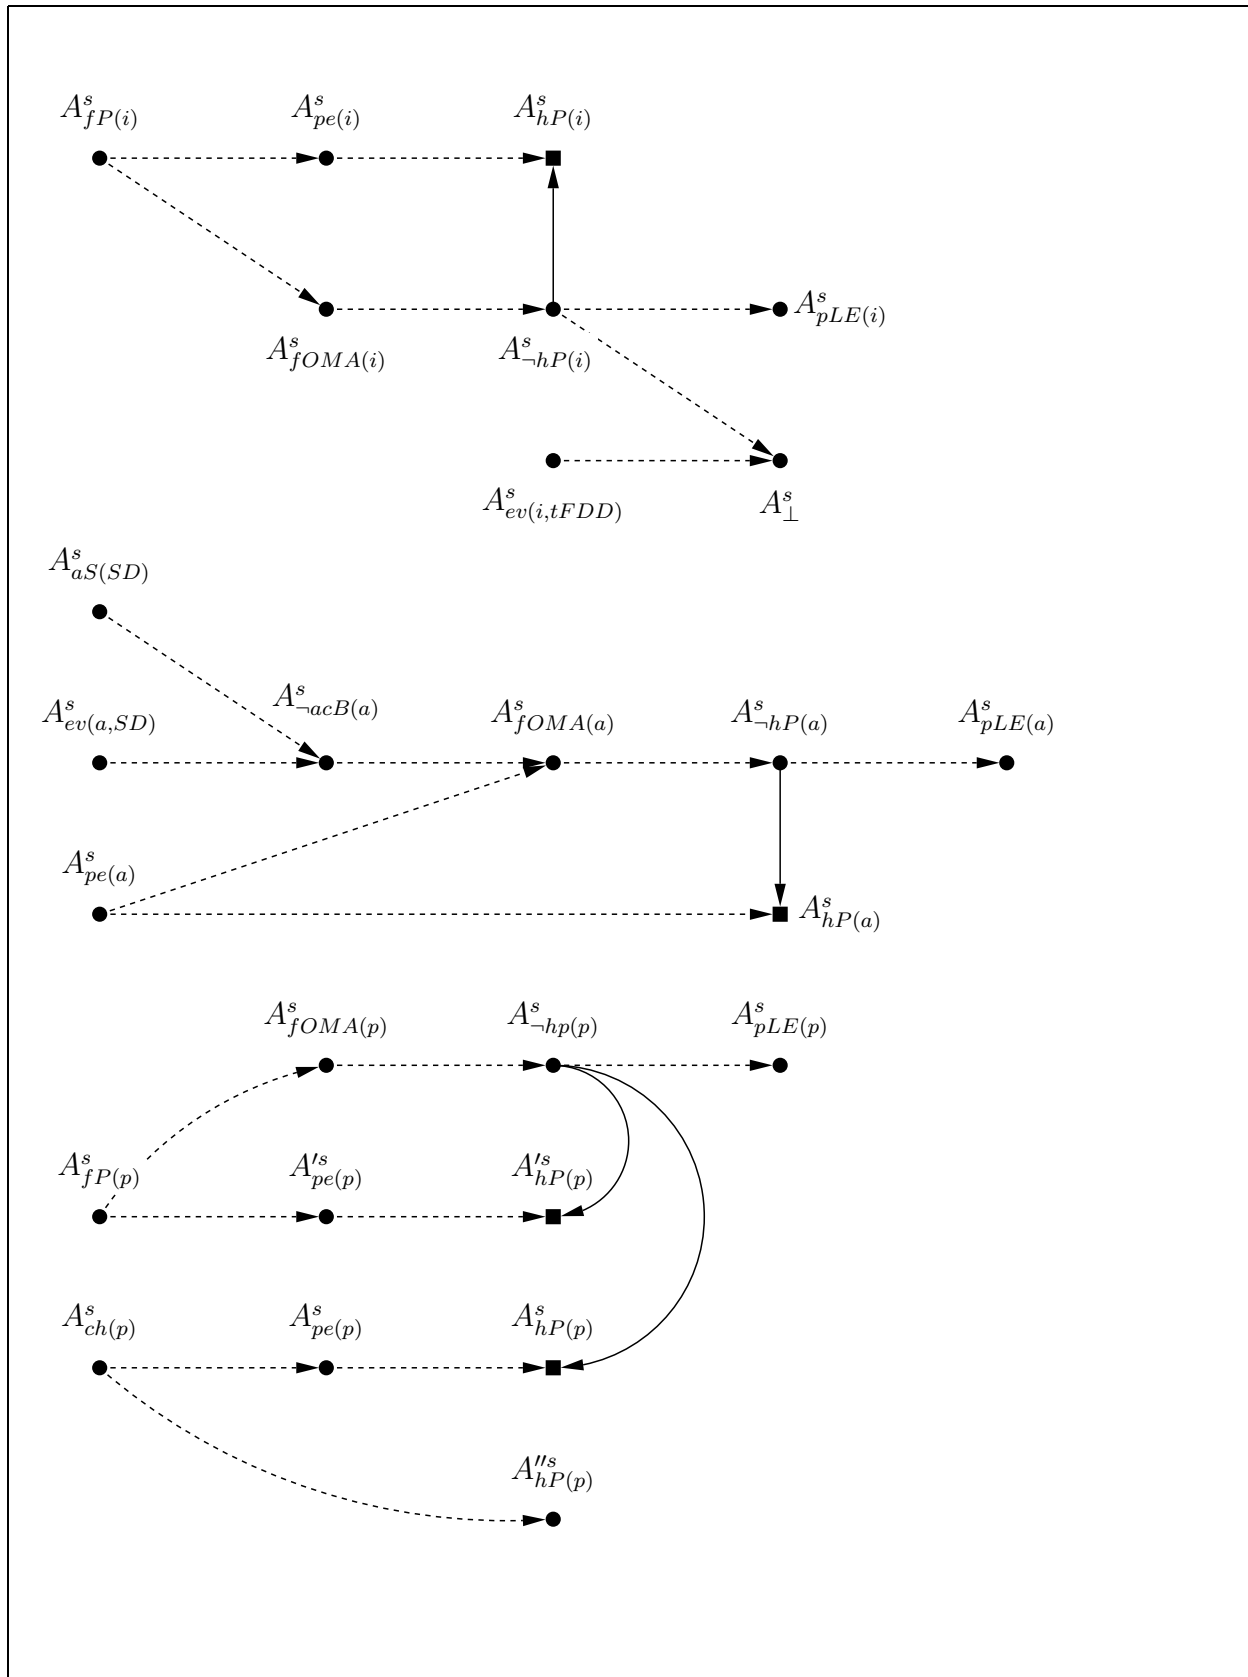 A^s_{fP(i)} A^s_{pe(i)} A^s_{hP(i)}
A^s_{pLE(i)}
A^s_{fOMA(i)} A^s_{¬hP(i)}
A^s_{ev(i,tFDD)} A^s_⊥
A^s_{aS(SD)}
A^s_{¬acB(a)}
A^s_{ev(a,SD)} A^s_{fOMA(a)} A^s_{¬hP(a)} A^s_{pLE(a)}
A^s_{pe(a)}
A^s_{hP(a)}
A^s_{fOMA(p)} A^s_{¬hp(p)} A^s_{pLE(p)}
A^s_{fP(p)} A'^s_{pe(p)} A'^s_{hP(p)}
A^s_{ch(p)} A^s_{pe(p)} A^s_{hP(p)}
A''^s_{hP(p)}